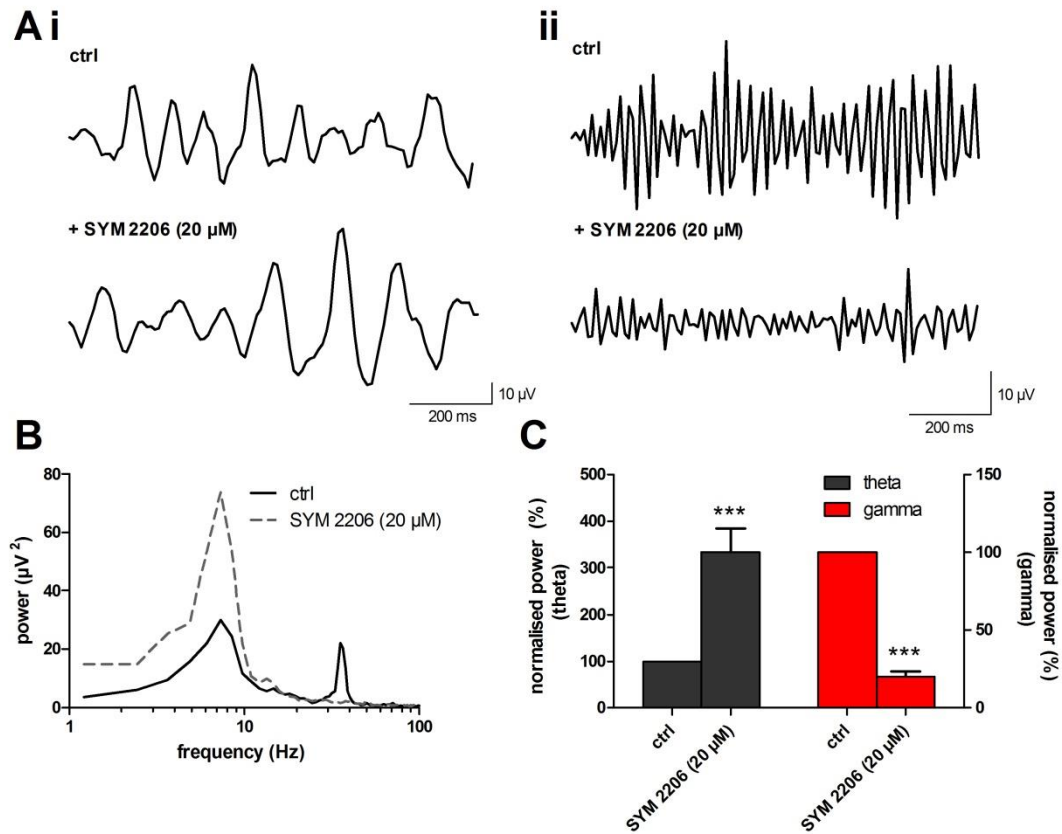 A i
ctrl
+ SYM 2206 (20 µM)
10 µV
200 ms
ii
ctrl
+ SYM 2206 (20 µM)
10 µV
200 ms
B
80
60
40
20
0
power (µV ²)
1
10
100
frequency (Hz)
ctrl
SYM 2206 (20 µM)
C
500
400
300
200
100
0
normalised power (%)
(theta)
theta
gamma
***
***
150
100
50
0
normalised power (%)
(gamma)
ctrl
SYM 2206 (20 µM)
ctrl
SYM 2206 (20 µM)